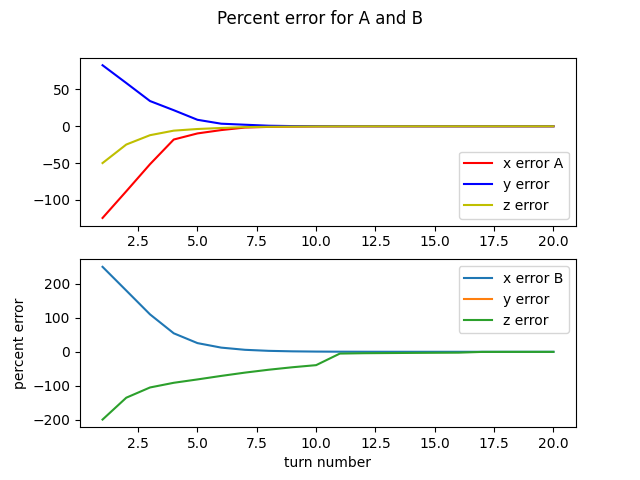 Percent error for A and B
50
0
−50
−100
x error A
y error
z error
2.5 5.0 7.5 10.0 12.5 15.0 17.5 20.0
200
100
0
−100
−200
percent error
x error B
y error
z error
2.5 5.0 7.5 10.0 12.5 15.0 17.5 20.0
turn number